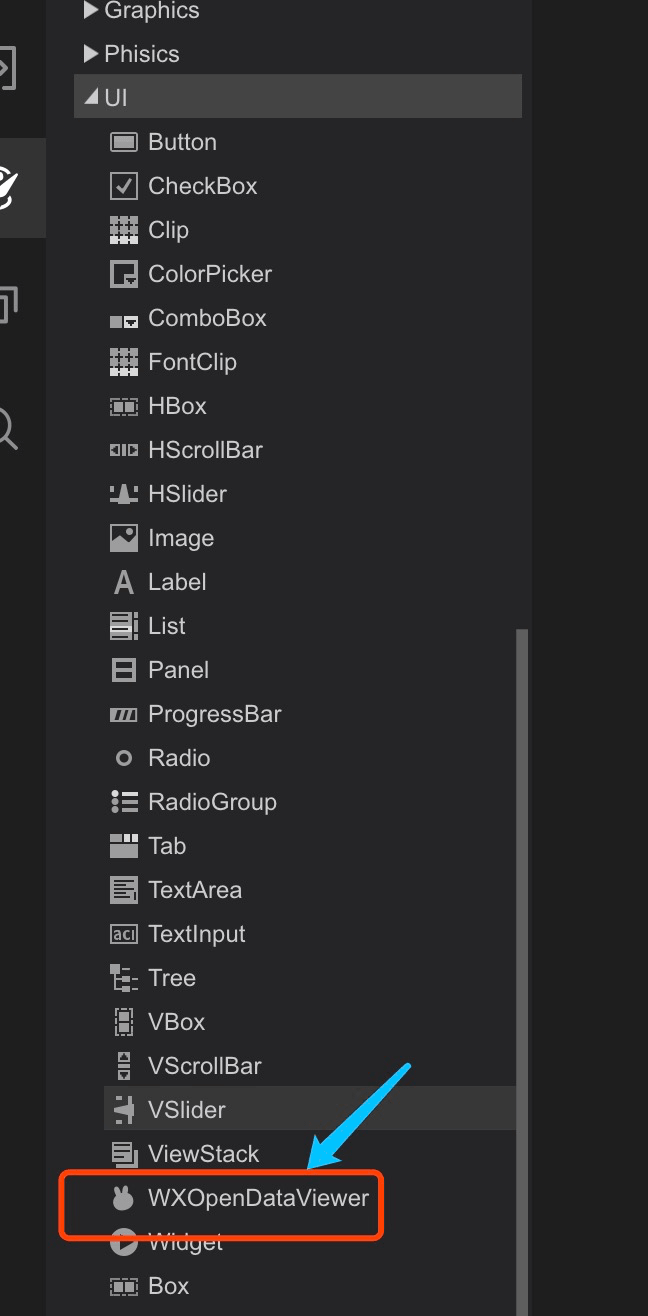 Graphics
Phisics
UI
Button
CheckBox
Clip
ColorPicker
ComboBox
FontClip
HBox
HScrollBar
HSlider
Image
A Label
List
Panel
ProgressBar
Radio
RadioGroup
Tab
TextArea
aci TextInput
Tree
VBox
VScrollBar
VSlider
ViewStack
WXOpenDataViewer
Widget
Box